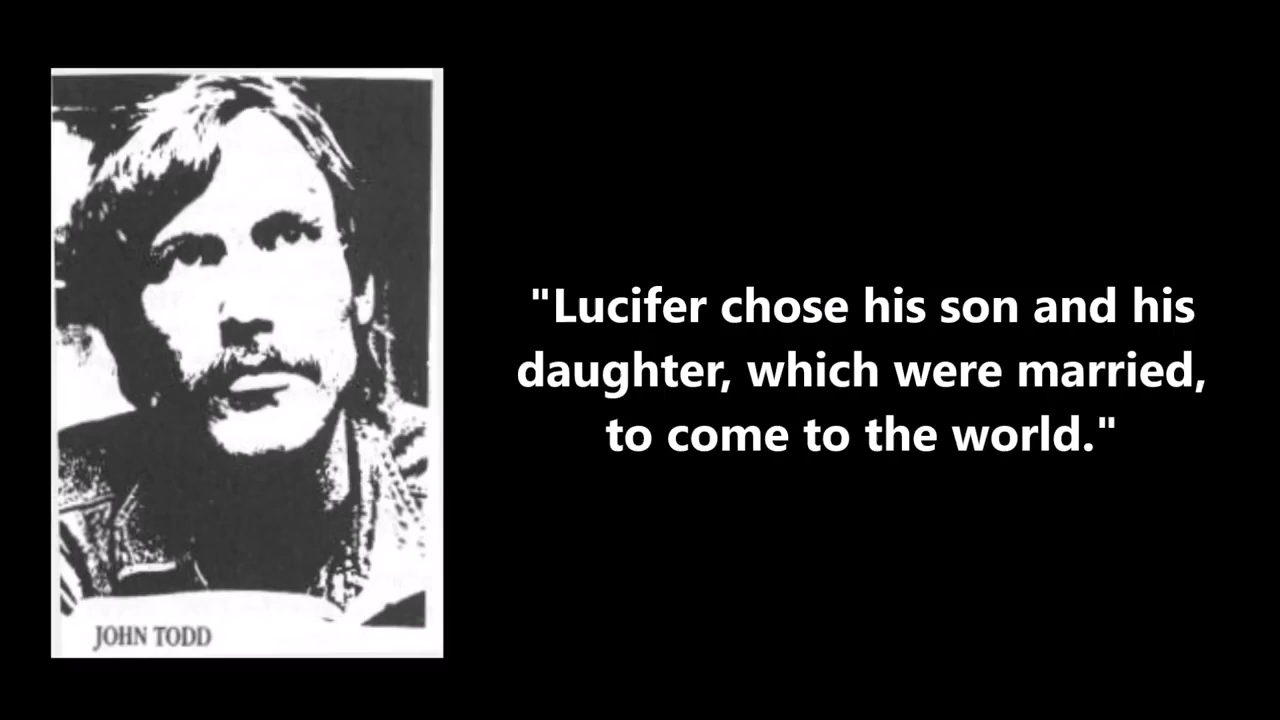 "Lucifer chose his son and his
daughter, which were married,
to come to the world."
JOHN TODD